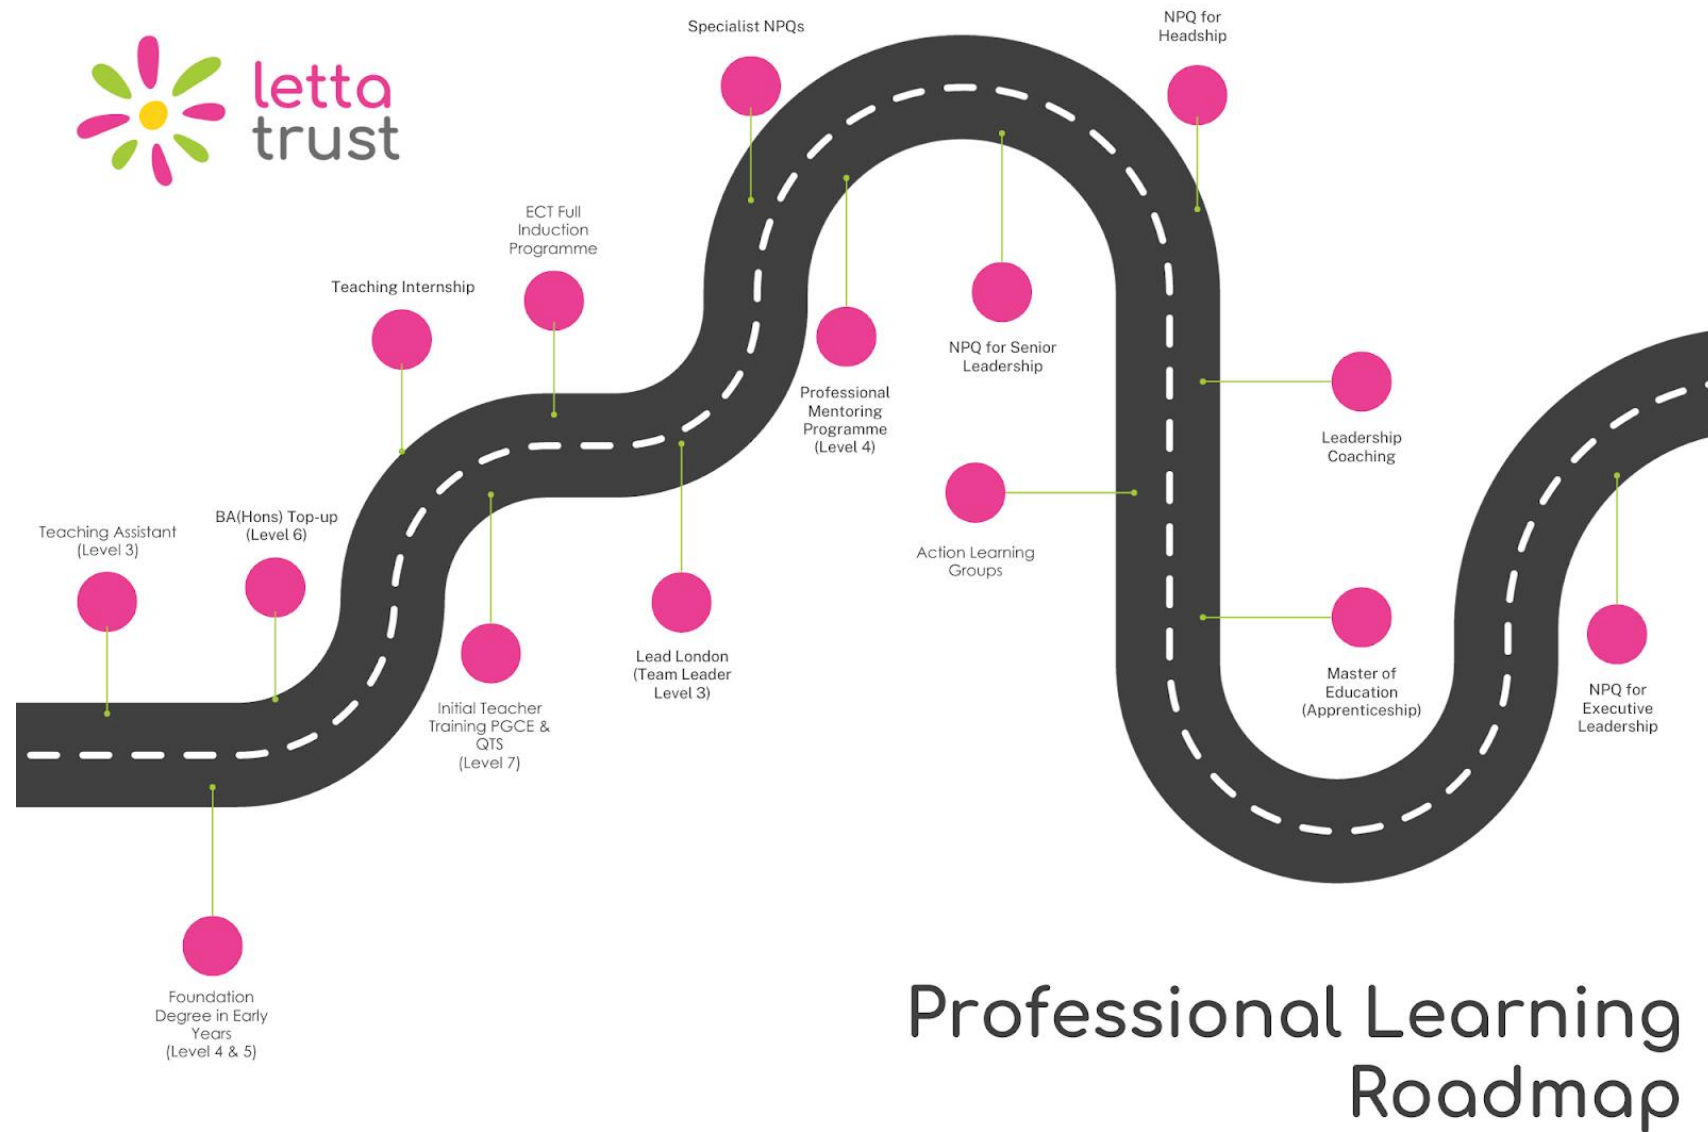 letta
trust
Specialist NPQs
NPQ for
Headship
ECT Full
Induction
Programme
Teaching Internship
NPQ for Senior
Leadership
Professional
Mentoring
Programme
(Level 4)
Leadership
Coaching
Teaching Assistant
(Level 3)
BA(Hons) Top-up
(Level 6)
Action Learning
Groups
Lead London
(Team Leader
Level 3)
Initial Teacher
Training PGCE &
QTS
(Level 7)
Master of
Education
(Apprenticeship)
NPQ for
Executive
Leadership
Foundation
Degree in Early
Years
(Level 4 & 5)
Professional Learning
Roadmap